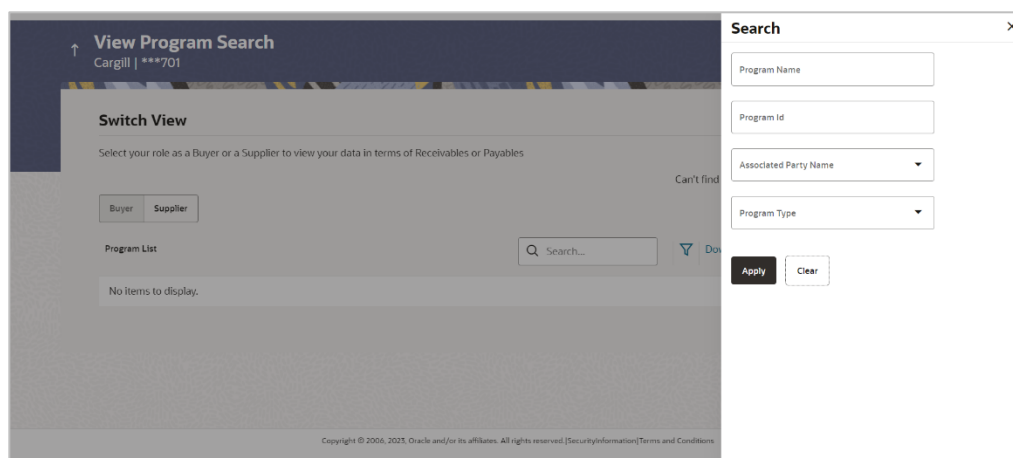 View Program Search
Cargill | ***701
Switch View
Select your role as a Buyer or a Supplier to view your data in terms of Receivables or Payables
Can't find
Buyer Supplier
Program List
Search...
No items to display.
Copyright © 2006, 2025, Oracle and/or its affiliates. All rights reserved.|SecurityInformation|Terms and Conditions
Search
Program Name
Program Id
Associated Party Name
Program Type
Apply Clear